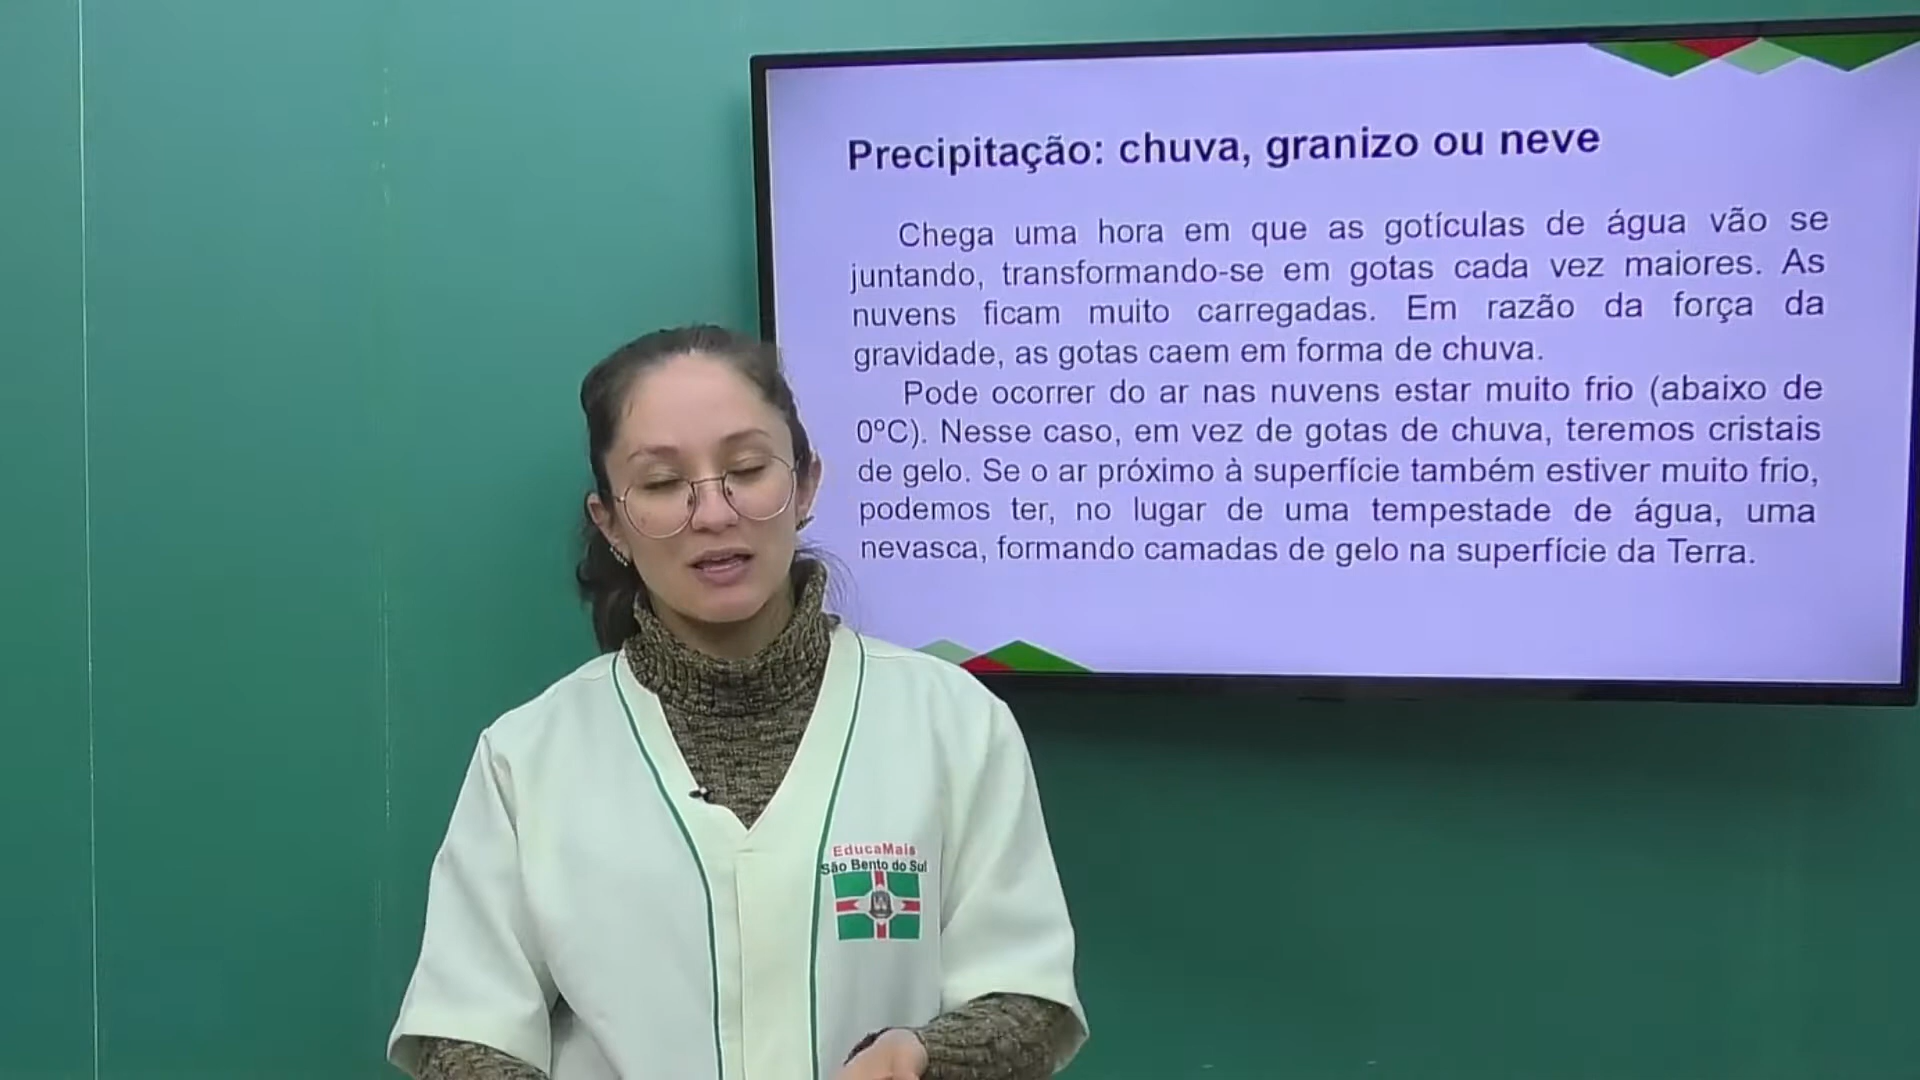 Precipitação: chuva, granizo ou neve
Chega uma hora em que as gotículas de água vão se
juntando, transformando-se em gotas cada vez maiores. As
nuvens ficam muito carregadas. Em razão da força da
gravidade, as gotas caem em forma de chuva.
Pode ocorrer do ar nas nuvens estar muito frio (abaixo de
0ºC). Nesse caso, em vez de gotas de chuva, teremos cristais
de gelo. Se o ar próximo à superfície também estiver muito frio,
podemos ter, no lugar de uma tempestade de água, uma
nevasca, formando camadas de gelo na superfície da Terra.
EducaMais
São Bento do Sul